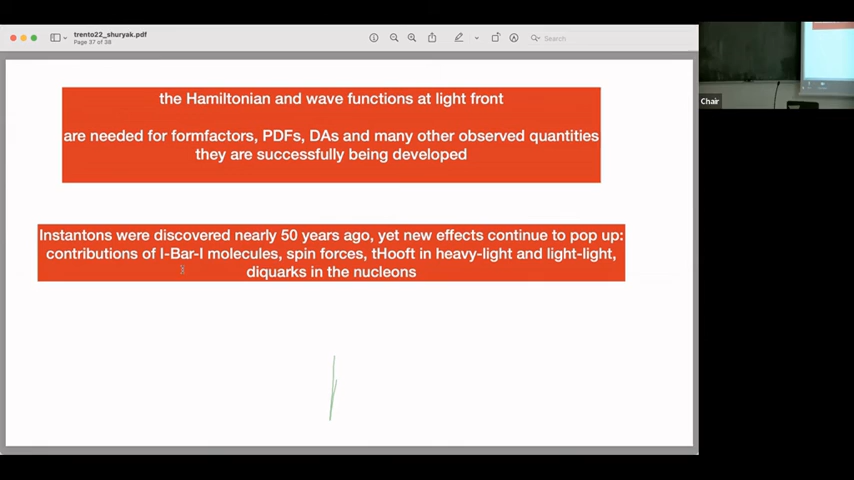 trento22_shuryak.pdf
Page 37 of 38
Search
Chair
the Hamiltonian and wave functions at light front
are needed for formfactors, PDFs, DAs and many other observed quantities
they are successfully being developed
Instantons were discovered nearly 50 years ago, yet new effects continue to pop up:
contributions of I-Bar-I molecules, spin forces, tHooft in heavy-light and light-light,
diquarks in the nucleons